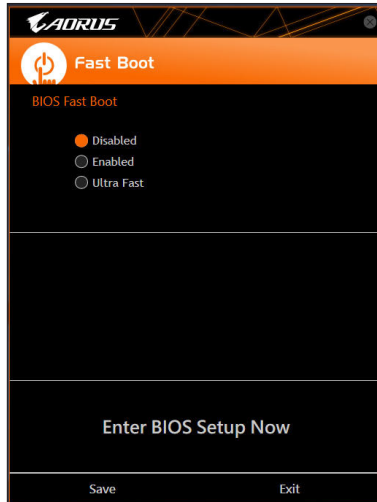 AORUS
Fast Boot
BIOS Fast Boot
Disabled
Enabled
Ultra Fast
Enter BIOS Setup Now
Save Exit